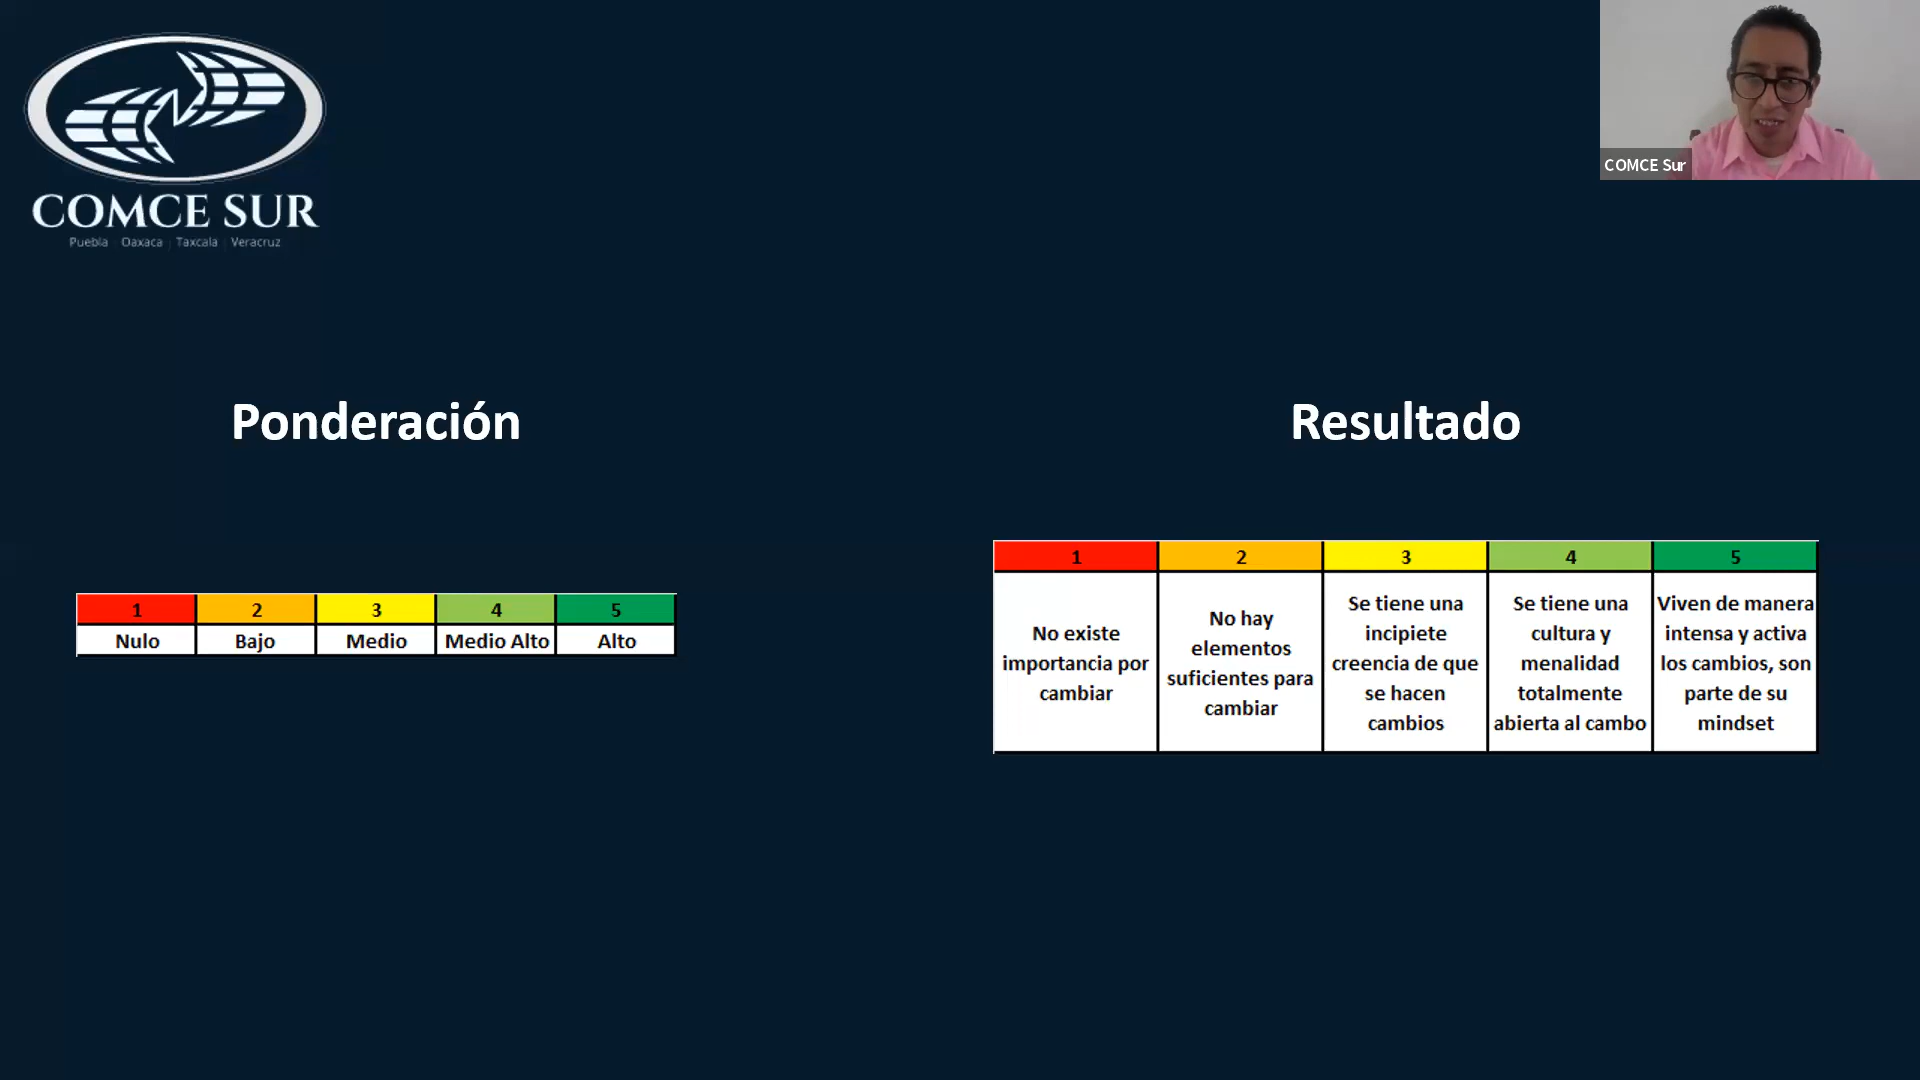 COMCE SUR
Puebla Oaxaca Taxcala Veracruz
COMCE Sur
Ponderación
1 2 3 4 5
Nulo Bajo Medio Medio Alto Alto
Resultado
1 2 3 4 5
No existe
importancia por
cambiar
No hay
elementos
suficientes para
cambiar
Se tiene una
incipiete
creencia de que
se hacen
cambios
Se tiene una
cultura y
menalidad
totalmente
abierta al cambo
Viven de manera
intensa y activa
los cambios, son
parte de su
mindset